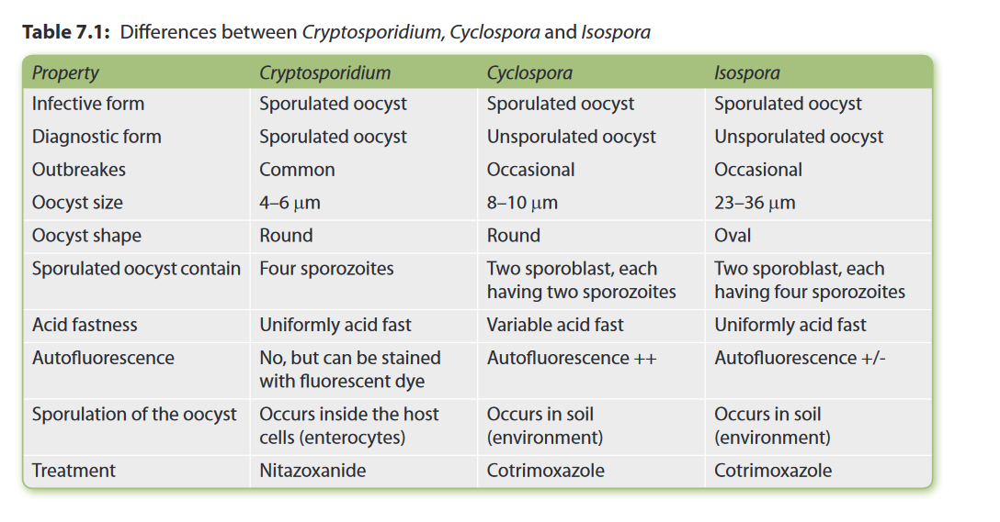 Table 7.1: Differences between Cryptosporidium, Cyclospora and Isospora
Property Cryptosporidium Cyclospora Isospora
Infective form Sporulated oocyst Sporulated oocyst Sporulated oocyst
Diagnostic form Sporulated oocyst Unsporulated oocyst Unsporulated oocyst
Outbreakes Common Occasional Occasional
Oocyst size 4–6 μm 8–10 μm 23–36 μm
Oocyst shape Round Round Oval
Sporulated oocyst contain Four sporozoites Two sporoblast, each Two sporoblast, each
having two sporozoites having four sporozoites
Acid fastness Uniformly acid fast Variable acid fast Uniformly acid fast
Autofluorescence No, but can be stained Autofluorescence ++ Autofluorescence +/-
with fluorescent dye
Sporulation of the oocyst Occurs inside the host Occurs in soil Occurs in soil
cells (enterocytes) (environment) (environment)
Treatment Nitazoxanide Cotrimoxazole Cotrimoxazole